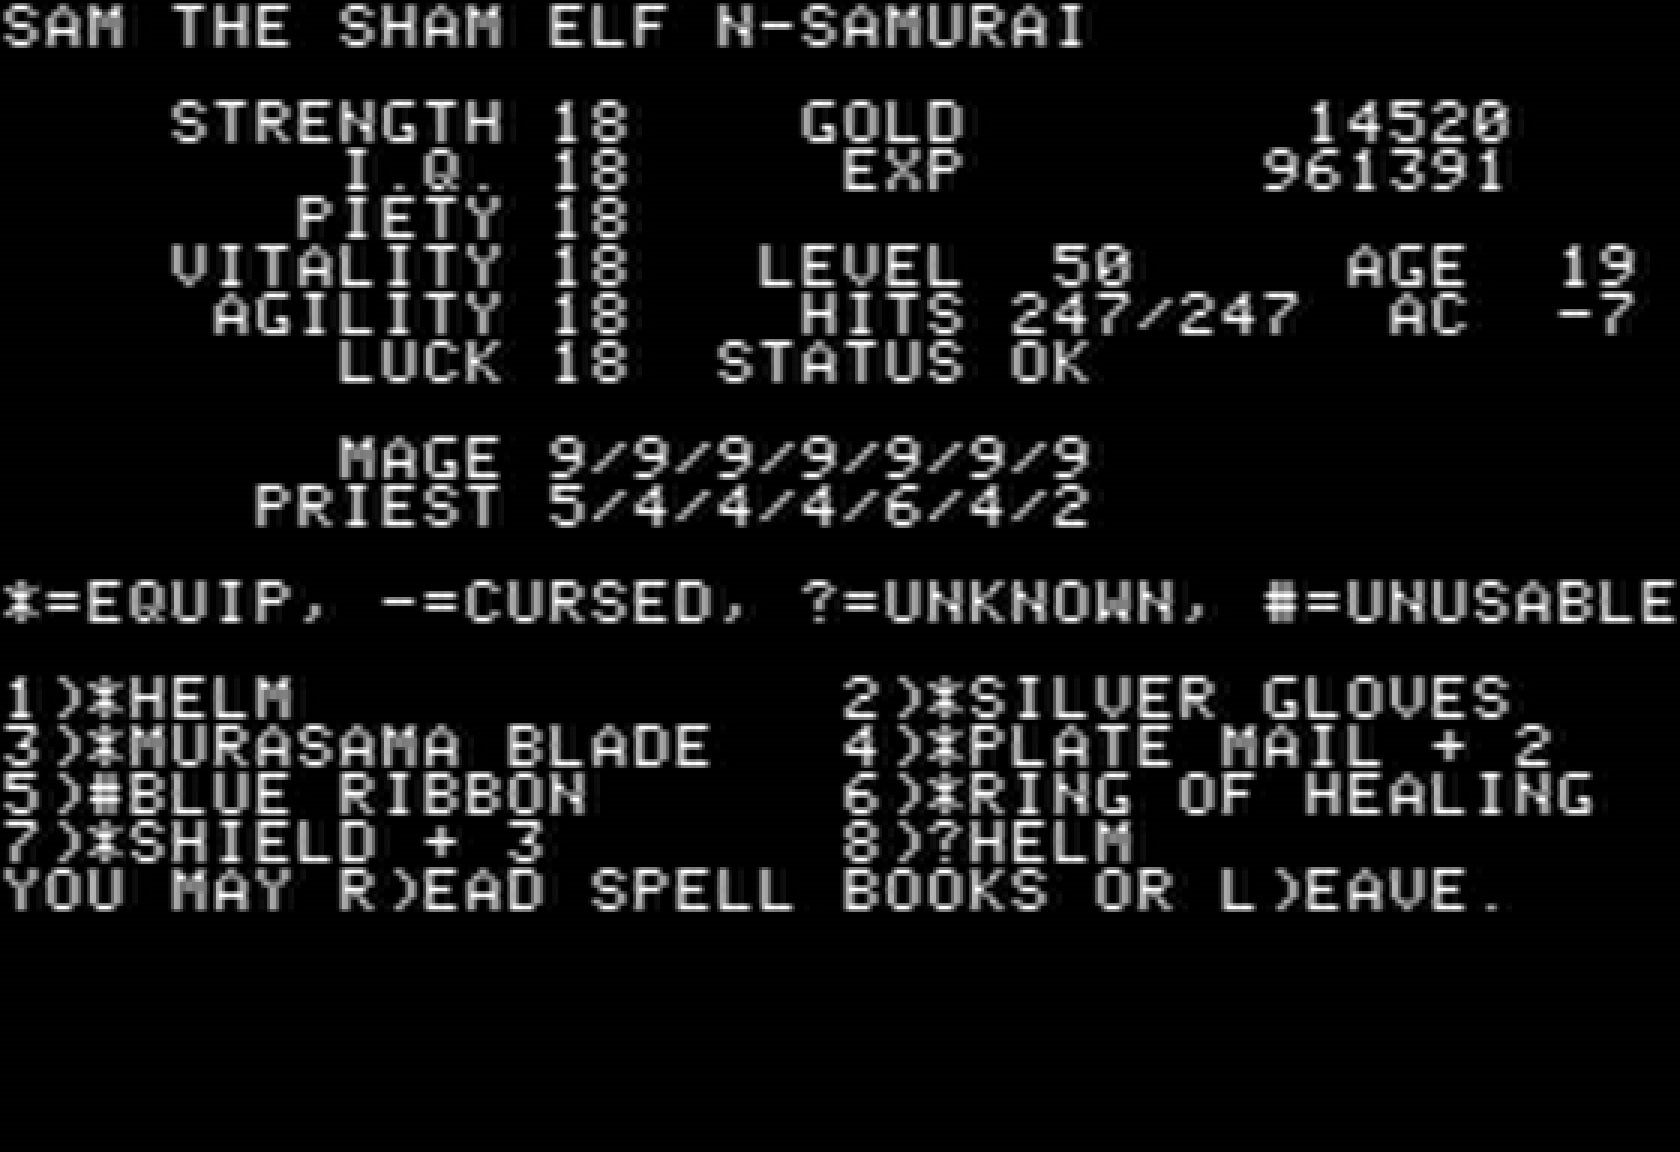 SAM THE SHAM ELF N-SAMURAI
STRENGTH 18 GOLD 14520
I.Q. 18 EXP 961391
PIETY 18
VITALITY 18 LEVEL 50 AGE 19
AGILITY 18 HITS 247/247 AC -7
LUCK 18 STATUS OK
MAGE 9/9/9/9/9/9/9
PRIEST 5/4/4/4/6/4/2
*=EQUIP, -=CURSED, ?=UNKNOWN, #=UNUSABLE
1)*HELM 2)*SILVER GLOVES
3)*MURASAMA BLADE 4)*PLATE MAIL + 2
5)#BLUE RIBBON 6)*RING OF HEALING
7)*SHIELD + 3 8)?HELM
YOU MAY R)EAD SPELL BOOKS OR L)EAVE.